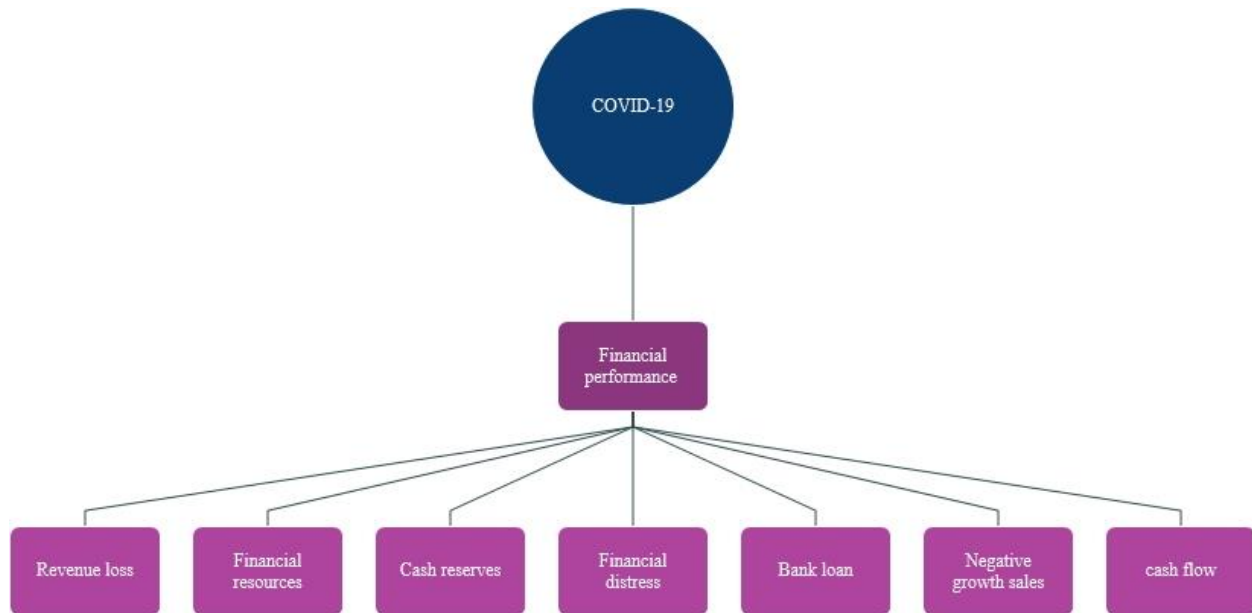 COVID-19
Financial
performance
Revenue loss
Financial
resources
Cash reserves
Financial
distress
Bank loan
Negative
growth sales
cash flow